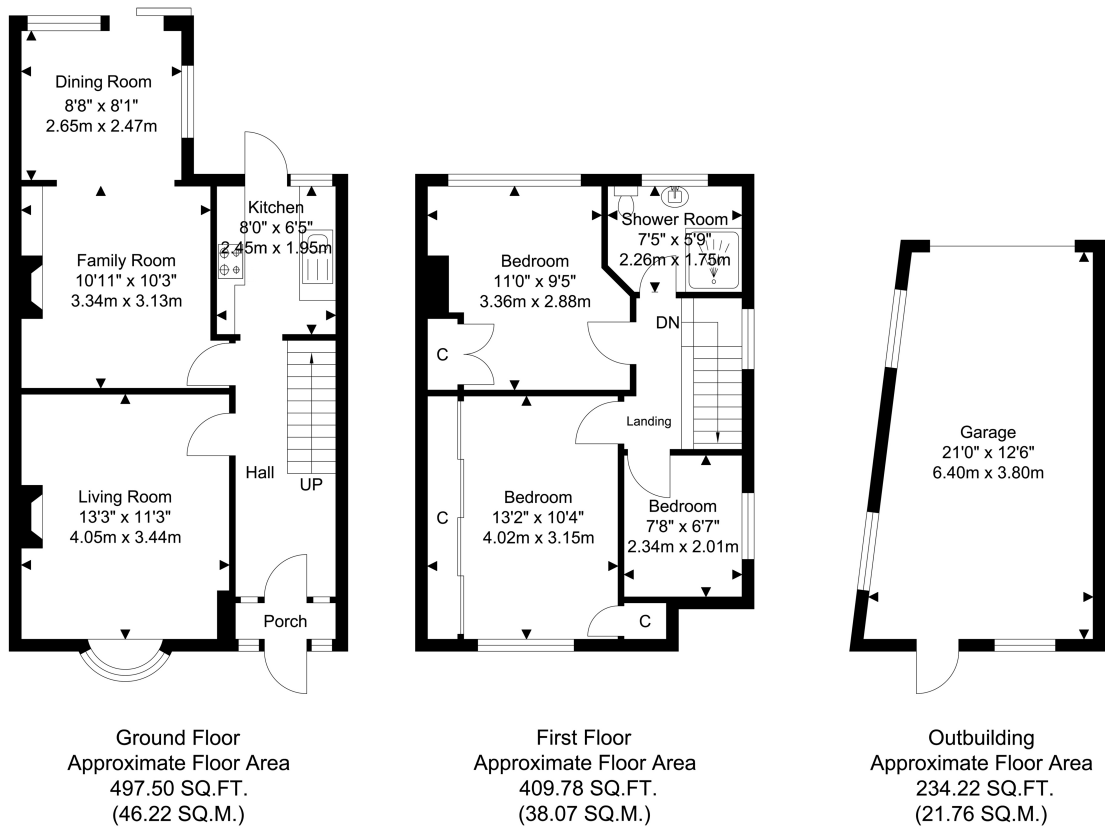 Dining Room
8'8" x 8'1"
2.65m x 2.47m
Kitchen
8'0" x 6'5"
2.45m x 1.95m
Family Room
10'11" x 10'3"
3.34m x 3.13m
Living Room
13'3" x 11'3"
4.05m x 3.44m
Hall
UP
Porch
Ground Floor
Approximate Floor Area
497.50 SQ.FT.
(46.22 SQ.M.)
Shower Room
7'5" x 5'9"
2.26m x 1.75m
Bedroom
11'0" x 9'5"
3.36m x 2.88m
DN
C
Landing
Bedroom
13'2" x 10'4"
4.02m x 3.15m
C
Bedroom
7'8" x 6'7"
2.34m x 2.01m
C
First Floor
Approximate Floor Area
409.78 SQ.FT.
(38.07 SQ.M.)
Garage
21'0" x 12'6"
6.40m x 3.80m
Outbuilding
Approximate Floor Area
234.22 SQ.FT.
(21.76 SQ.M.)